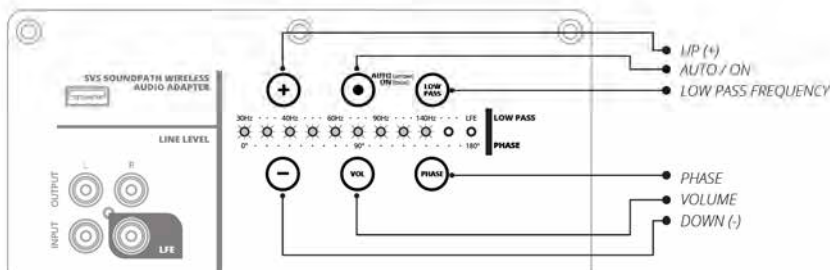 UP (+)
AUTO / ON
LOW PASS FREQUENCY
SVS SOUNDPATH WIRELESS
AUDIO ADAPTER
AUTO
ON
LOW
PASS
30Hz 40Hz 60Hz 90Hz 140Hz LFE LOW PASS
0° 90° 180° PHASE
LINE LEVEL
L R
OUTPUT
VOL PHASE
INPUT
LFE
PHASE
VOLUME
DOWN (-)